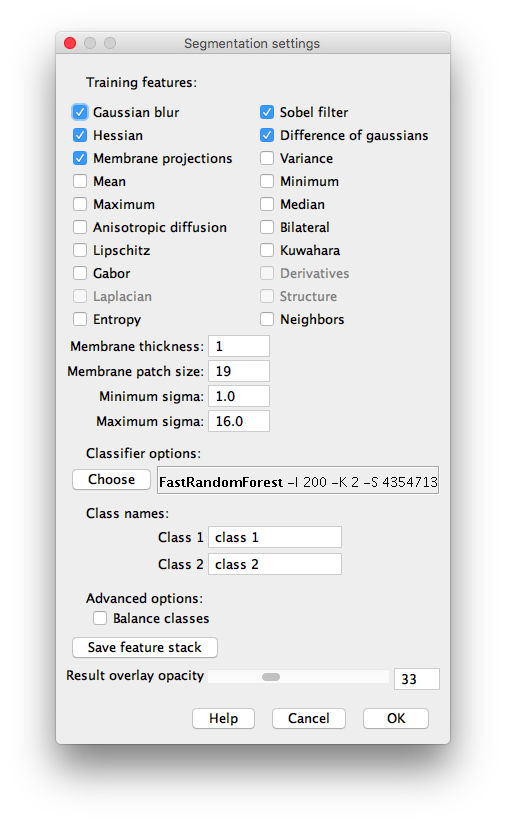 Segmentation settings
Training features:
Gaussian blur Sobel filter
Hessian Difference of gaussians
Membrane projections Variance
Mean Minimum
Maximum Median
Anisotropic diffusion Bilateral
Lipschitz Kuwahara
Gabor Derivatives
Laplacian Structure
Entropy Neighbors
Membrane thickness: 1
Membrane patch size: 19
Minimum sigma: 1.0
Maximum sigma: 16.0
Classifier options:
Choose FastRandomForest -I 200 -K 2 -S 4354713
Class names:
Class 1 class 1
Class 2 class 2
Advanced options:
Balance classes
Save feature stack
Result overlay opacity 33
Help Cancel OK